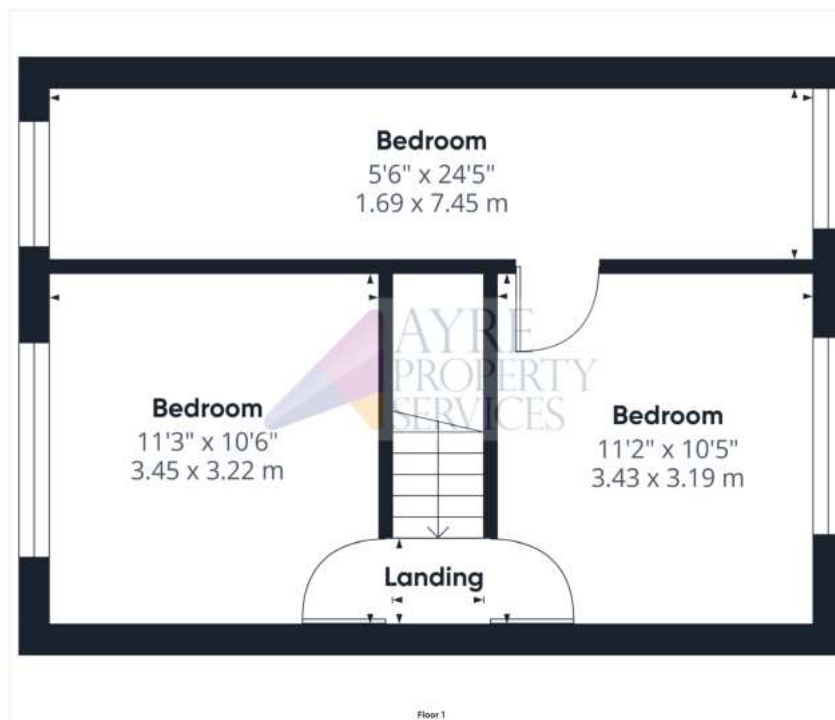 Bedroom
5'6" x 24'5"
1.69 x 7.45 m
AYRE
PROPERTY
SERVICES
Bedroom
11'3" x 10'6"
3.45 x 3.22 m
Bedroom
11'2" x 10'5"
3.43 x 3.19 m
Landing
Floor 1